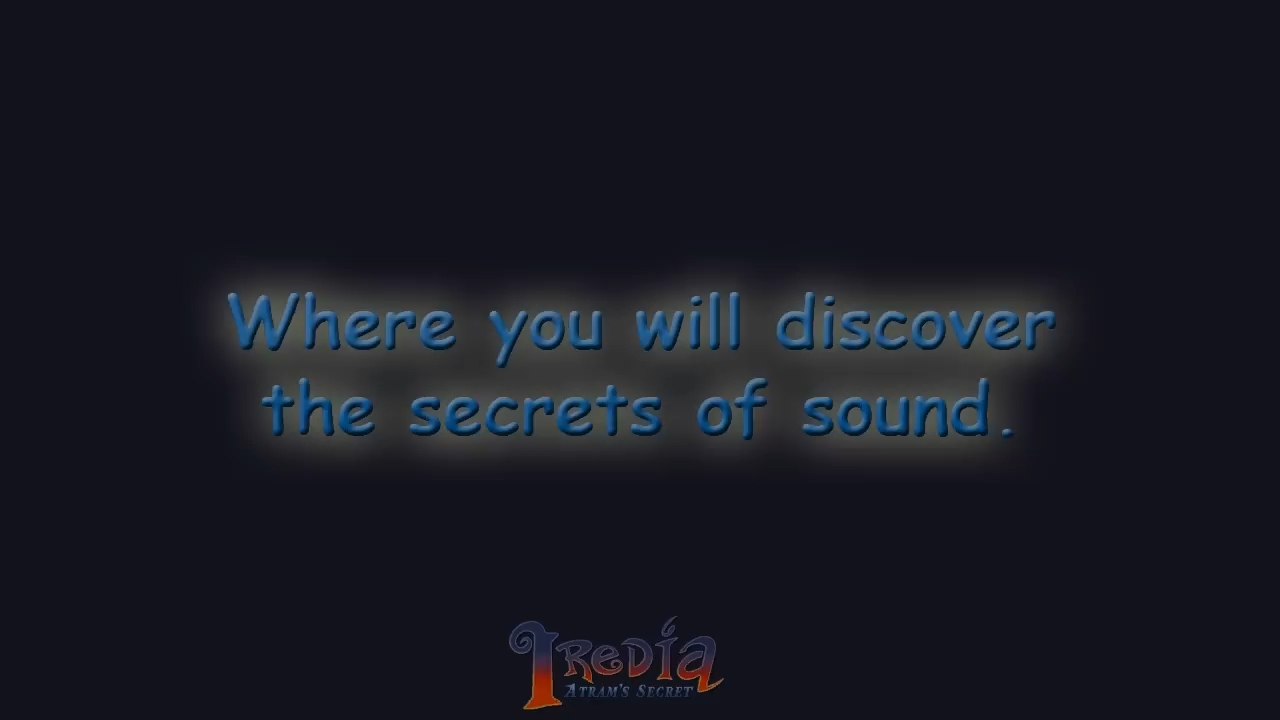 Where you will discover
the secrets of sound.
Iredia
Atram's Secret